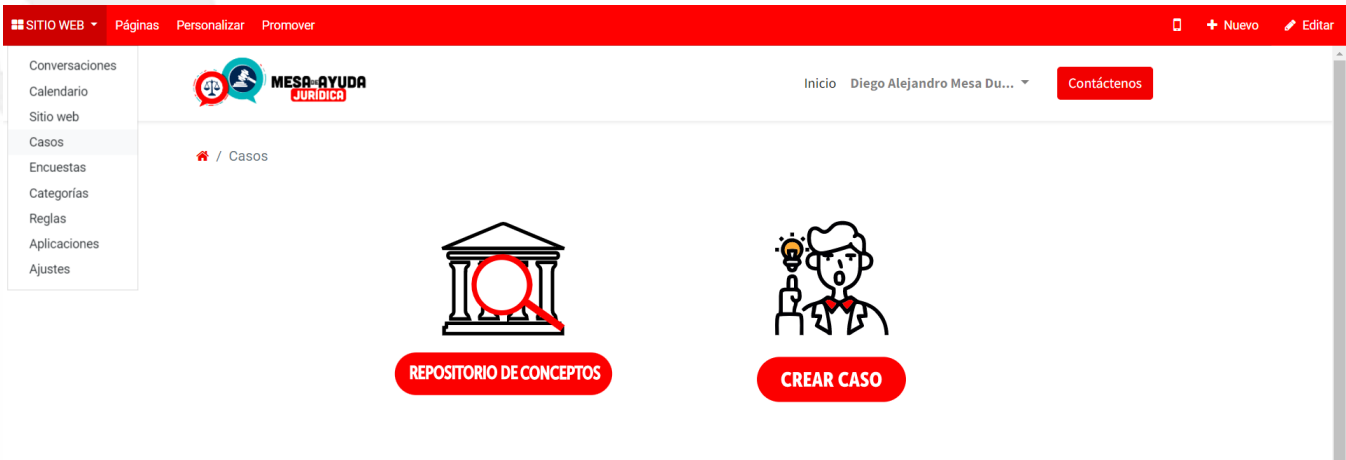 SITIO WEB Páginas Personalizar Promover + Nuevo Editar
Conversaciones
Calendario
Sitio web
Casos
Encuestas
Categorías
Reglas
Aplicaciones
Ajustes
MESA DE AYUDA
JURÍDICA
Inicio Diego Alejandro Mesa Du... Contáctenos
/ Casos
REPOSITORIO DE CONCEPTOS
CREAR CASO